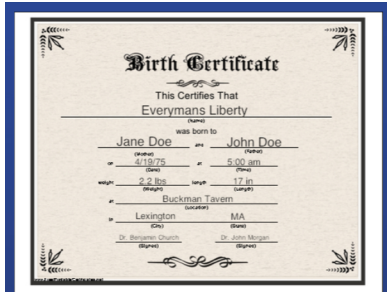 Birth Certificate
This Certifies That
Everymans Liberty
(Name)
was born to
Jane Doe and John Doe
(Mother) (Father)
on 4/19/75 at 5:00 am
(Date) (Time)
weight 2.2 lbs length 17 in
(Weight) (Length)
at Buckman Tavern
(Location)
in Lexington MA
(City) (State)
Dr. Benjamin Church Dr. John Morgan
(Signed) (Signed)